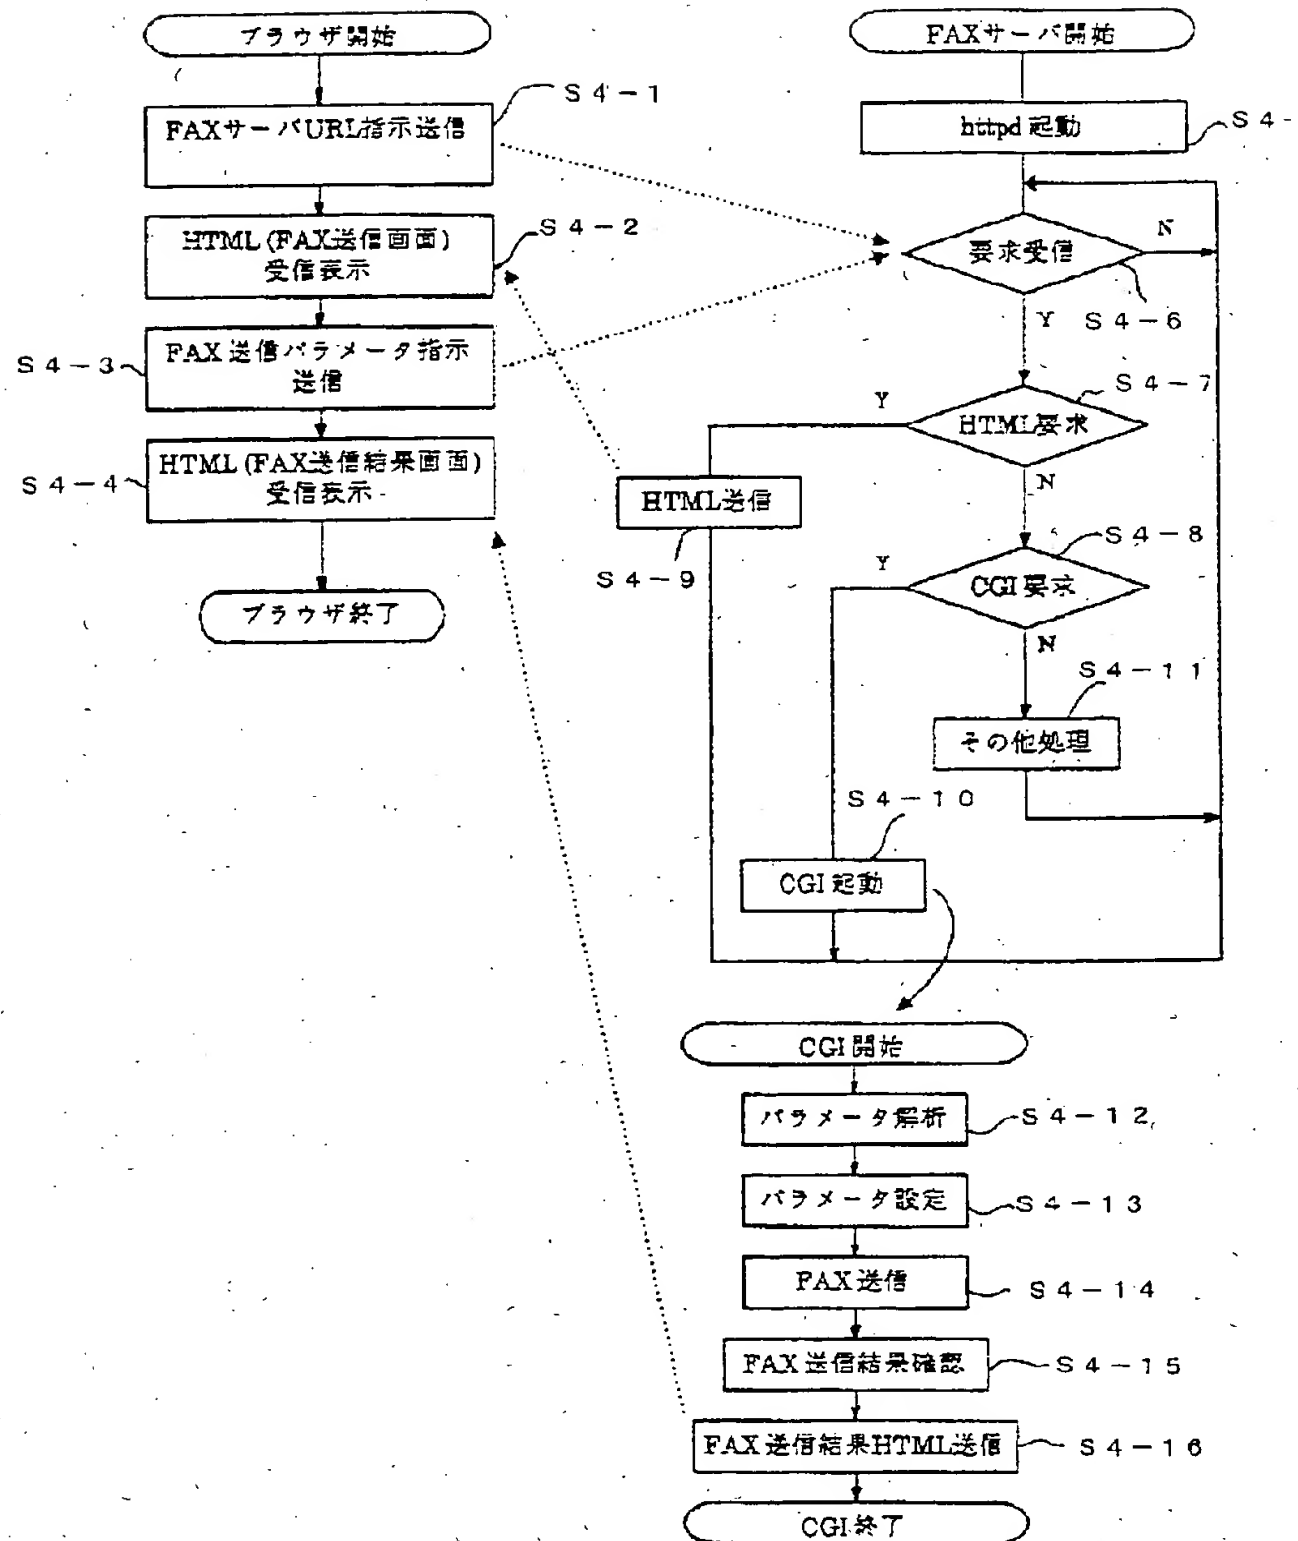 ブラウザ開始
FAXサーバURL指示送信
S4-1
HTML(FAX送信画面)
受信表示
S4-2
FAX送信パラメータ指示
送信
S4-3
HTML(FAX送信結果画面)
受信表示
S4-4
ブラウザ終了
FAXサーバ開始
httpd起動
S4-
要求受信
N
Y
S4-6
HTML要求
S4-7
Y
N
HTML送信
S4-9
CGI要求
S4-8
Y
N
S4-11
その他処理
S4-10
CGI起動
CGI開始
パラメータ解析
S4-12
パラメータ設定
S4-13
FAX送信
S4-14
FAX送信結果確認
S4-15
FAX送信結果HTML送信
S4-16
CGI終了